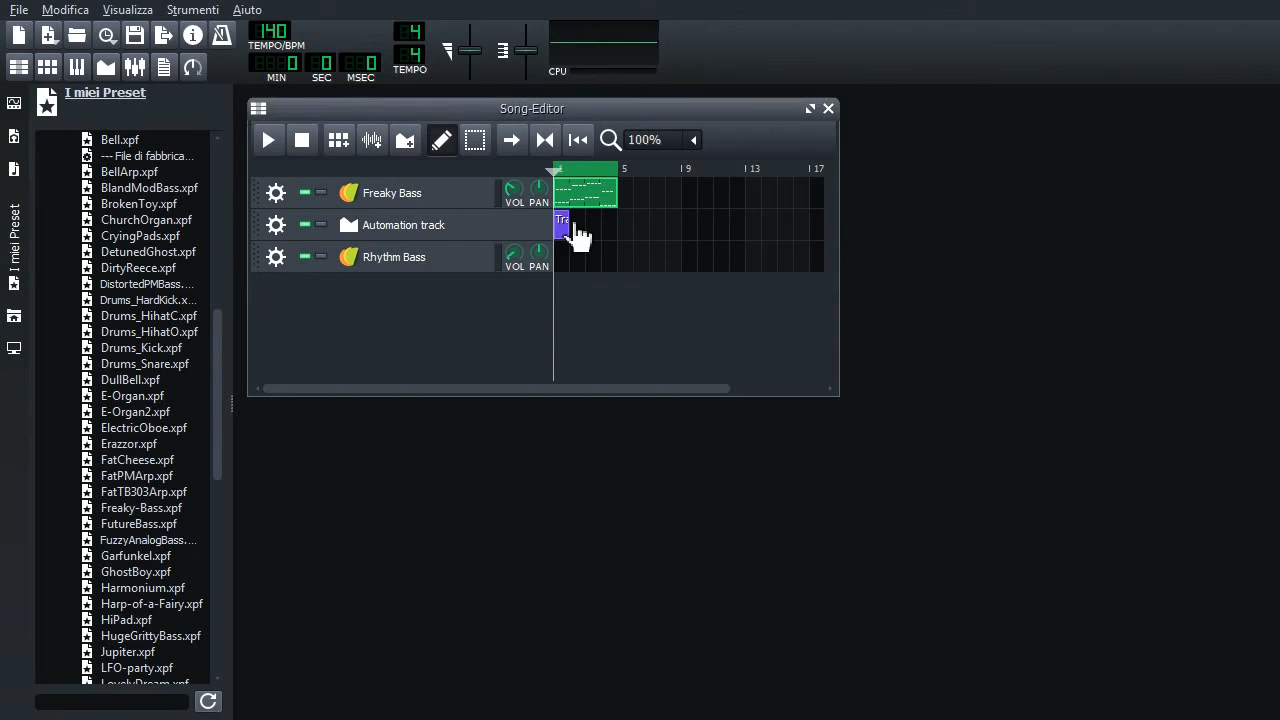 File Modifica Visualizza Strumenti Aiuto
140
TEMPO/BPM
4
4
TEMPO
0 0 0
MIN SEC MSEC
CPU
I miei Preset
I miei Preset
Bell.xpf
--- File di fabbrica...
BellArp.xpf
BlandModBass.xpf
BrokenToy.xpf
ChurchOrgan.xpf
CryingPads.xpf
DetunedGhost.xpf
DirtyReece.xpf
DistortedPMBass....
Drums_HardKick.x...
Drums_HihatC.xpf
Drums_HihatO.xpf
Drums_Kick.xpf
Drums_Snare.xpf
DullBell.xpf
E-Organ.xpf
E-Organ2.xpf
ElectricOboe.xpf
Erazzor.xpf
FatCheese.xpf
FatPMArp.xpf
FatTB303Arp.xpf
Freaky-Bass.xpf
FutureBass.xpf
FuzzyAnalogBass....
Garfunkel.xpf
GhostBoy.xpf
Harmonium.xpf
Harp-of-a-Fairy.xpf
HiPad.xpf
HugeGrittyBass.xpf
Jupiter.xpf
LFO-party.xpf
LovelyDream.xpf
Song-Editor
100%
5 9 13 17
Freaky Bass
VOL PAN
Automation track
Tra
Rhythm Bass
VOL PAN